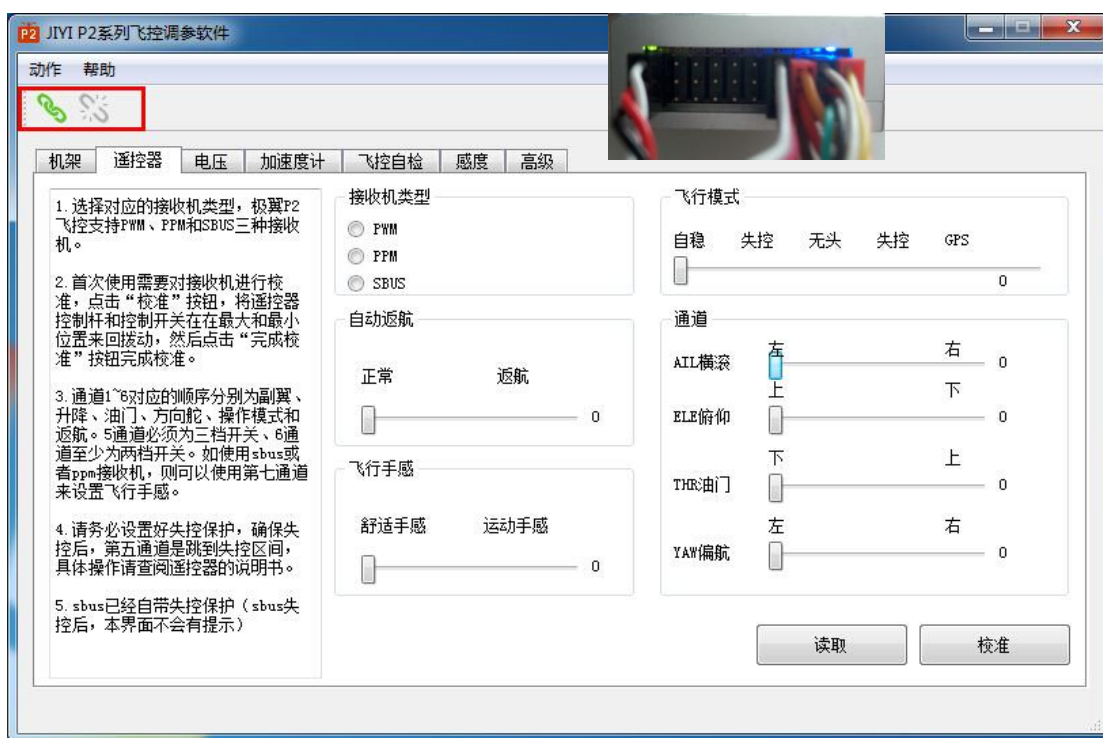 P2 JIYI P2系列飞控调参软件
动作 帮助
机架 遥控器 电压 加速度计 飞控自检 感度 高级
1.选择对应的接收机类型，极翼P2
飞控支持PWM、PPM和SBUS三种接收
机。
2.首次使用需要对接收机进行校
准，点击“校准”按钮，将遥控器
控制杆和控制开关在在最大和最小
位置来回拨动，然后点击“完成校
准”按钮完成校准。
3.通道1~6对应的顺序分别为副翼、
升降、油门、方向舵、操作模式和
返航。5通道必须为三档开关、6通
道至少为两档开关。如使用sbus或
者ppm接收机，则可以使用第七通道
来设置飞行手感。
4.请务必设置好失控保护，确保失
控后，第五通道是跳到失控区间，
具体操作请查阅遥控器的说明书。
5.sbus已经自带失控保护（sbus失
控后，本界面不会有提示）
接收机类型
PWM
PPM
SBUS
自动返航
正常 返航
0
飞行手感
舒适手感 运动手感
0
飞行模式
自稳 失控 无头 失控 GPS
0
通道
左 右
AIL横滚 0
上 下
ELE俯仰 0
下 上
THR油门 0
左 右
YAW偏航 0
读取 校准